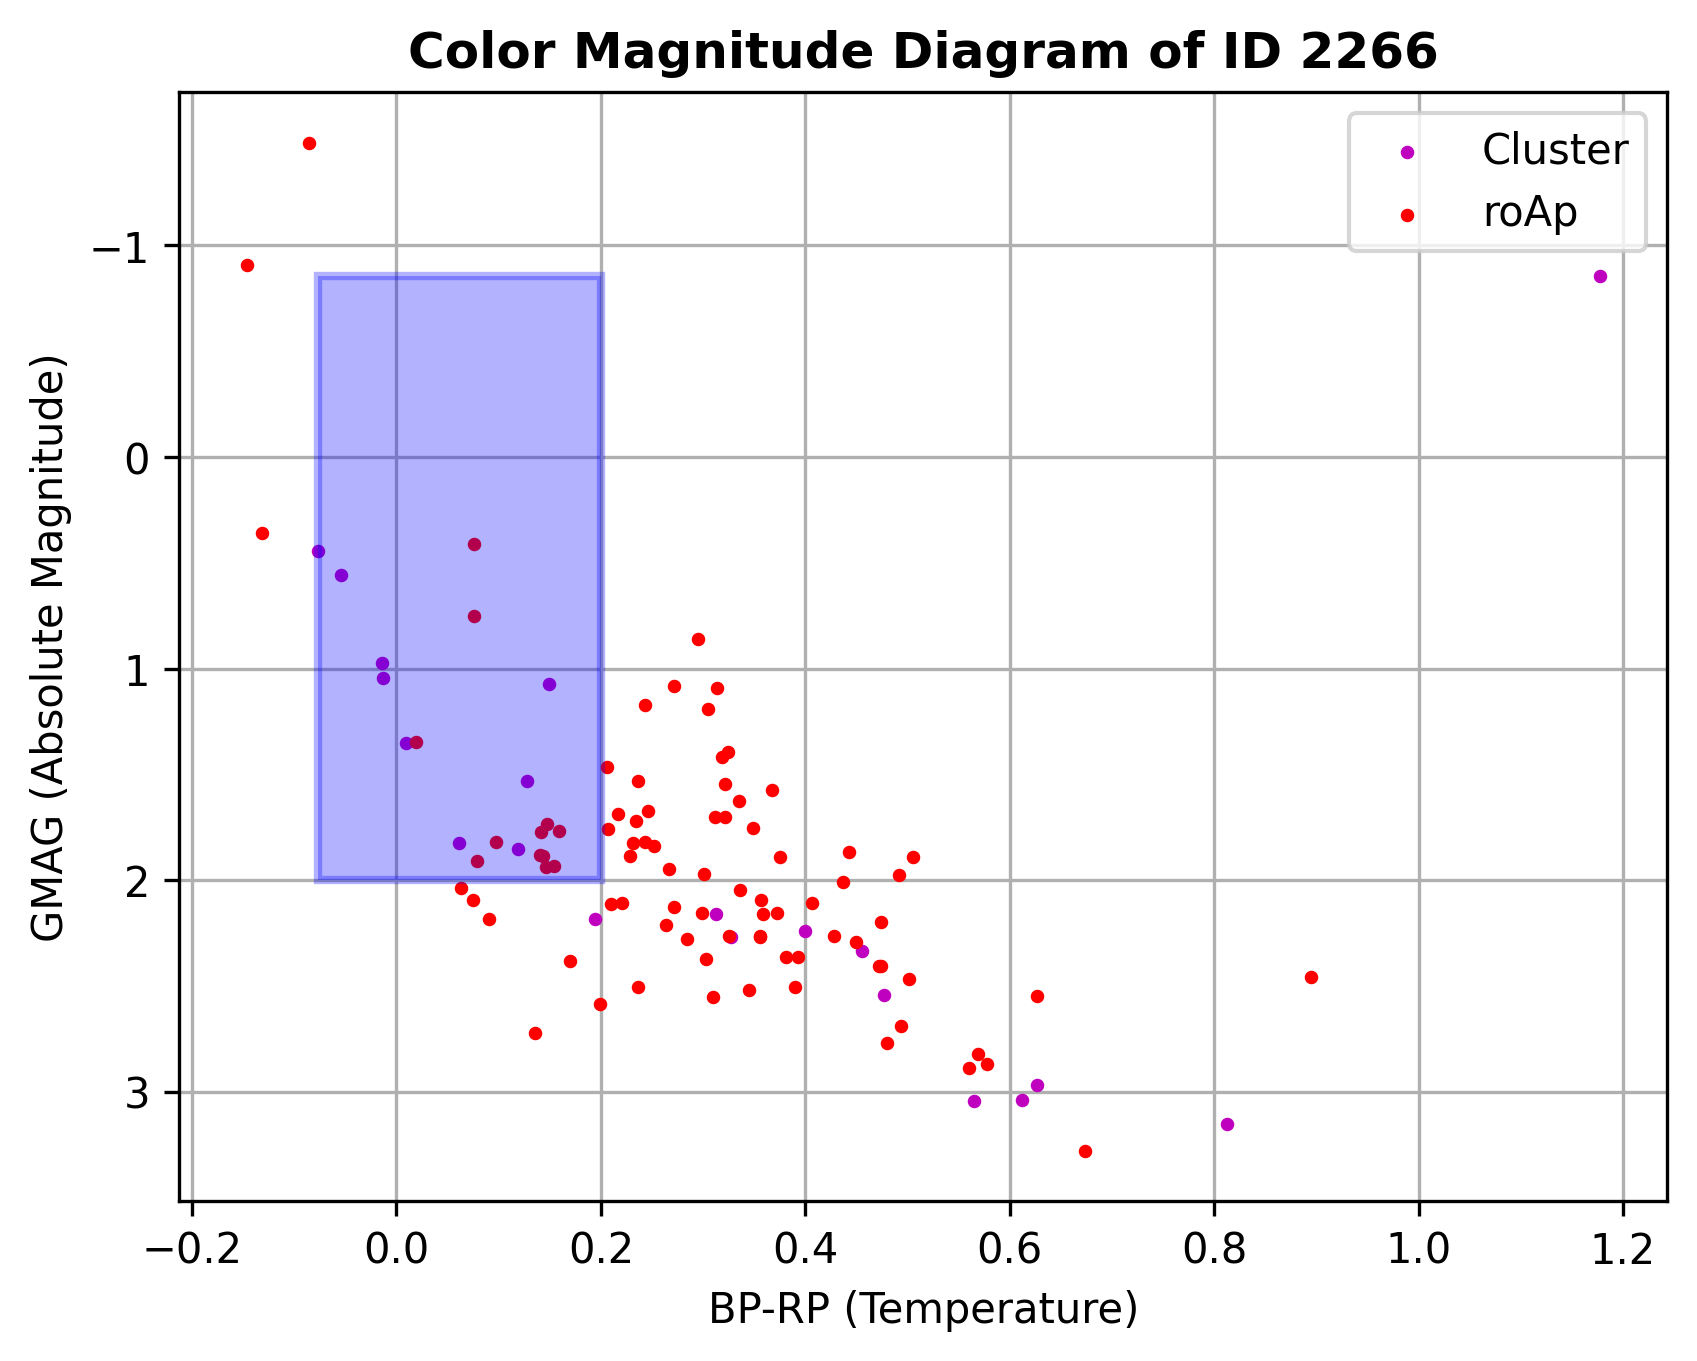 Color Magnitude Diagram of ID 2266
Cluster
roAp
GMAG (Absolute Magnitude)
−1
0
1
2
3
−0.2 0.0 0.2 0.4 0.6 0.8 1.0 1.2
BP-RP (Temperature)